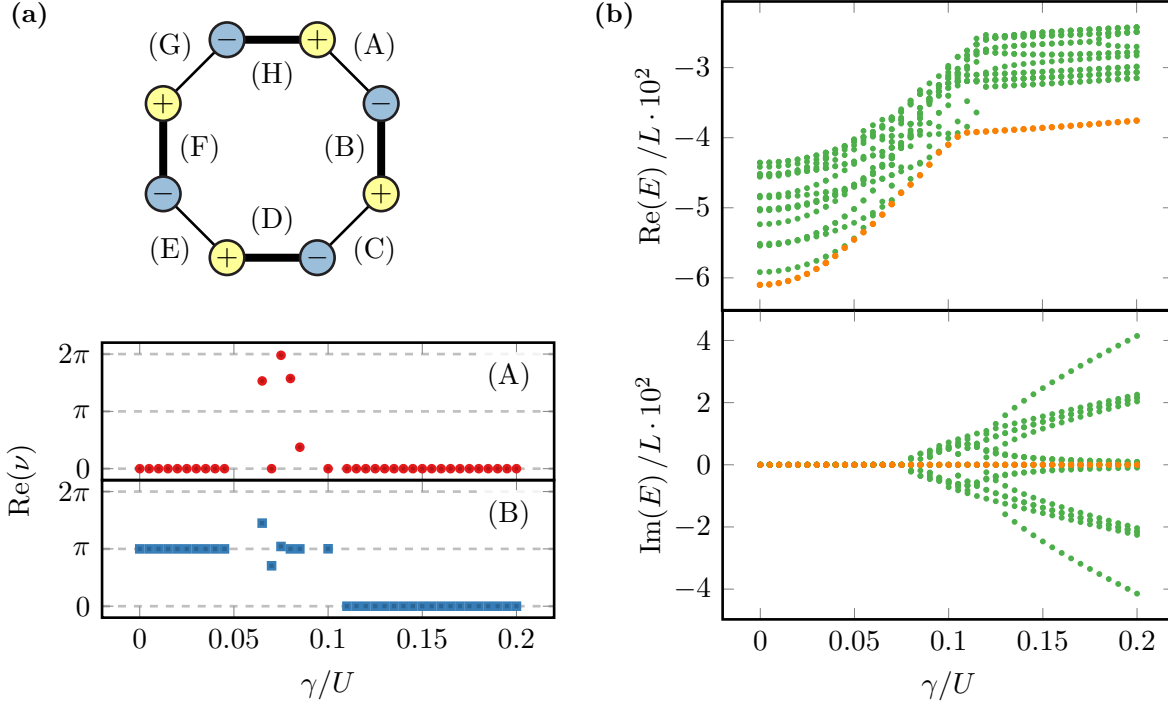 (a)
(G)
(A)
(H)
− +
+ −
(F)
(B)
− +
(D)
+ −
(E)
(C)
2π
π
0
(A)
2π
π
0
(B)
Re(ν)
0 0.05 0.1 0.15 0.2
γ/U
(b)
−3
−4
−5
−6
Re(E)/L · 10²
4
2
0
−2
−4
Im(E)/L · 10²
0 0.05 0.1 0.15 0.2
γ/U